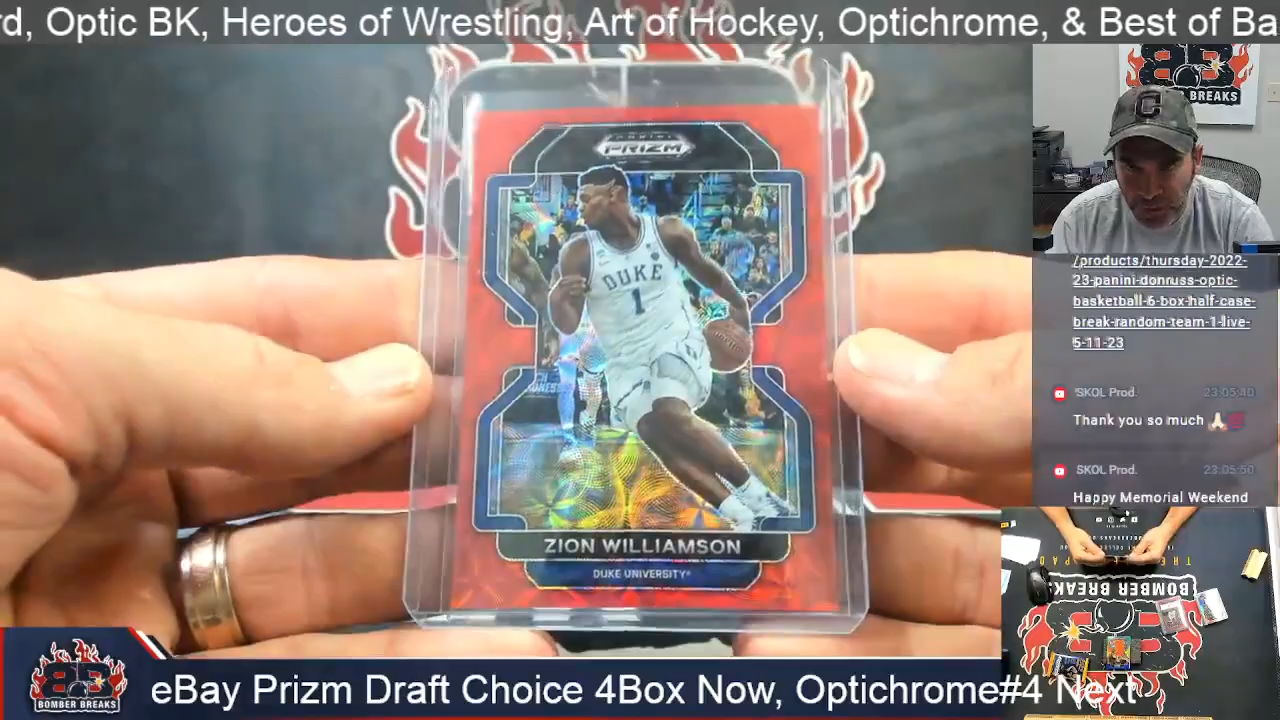 rd, Optic BK, Heroes of Wrestling, Art of Hockey, Optichrome, & Best of Ba
BREAKS
PANINI
PRIZM
DUKE
1
ZION WILLIAMSON
DUKE UNIVERSITY
/products/thursday-2022-
23-panini-donruss-optic-
basketball-6-box-half-case-
break-random-team-1-live-
5-11-23
SKOL Prod. 23:05:40
Thank you so much 🙏🏻💯
SKOL Prod. 23:05:50
Happy Memorial Weekend
BOMBER BREAKS
BOMBER BREAKS
eBay Prizm Draft Choice 4Box Now, Optichrome#4 Next